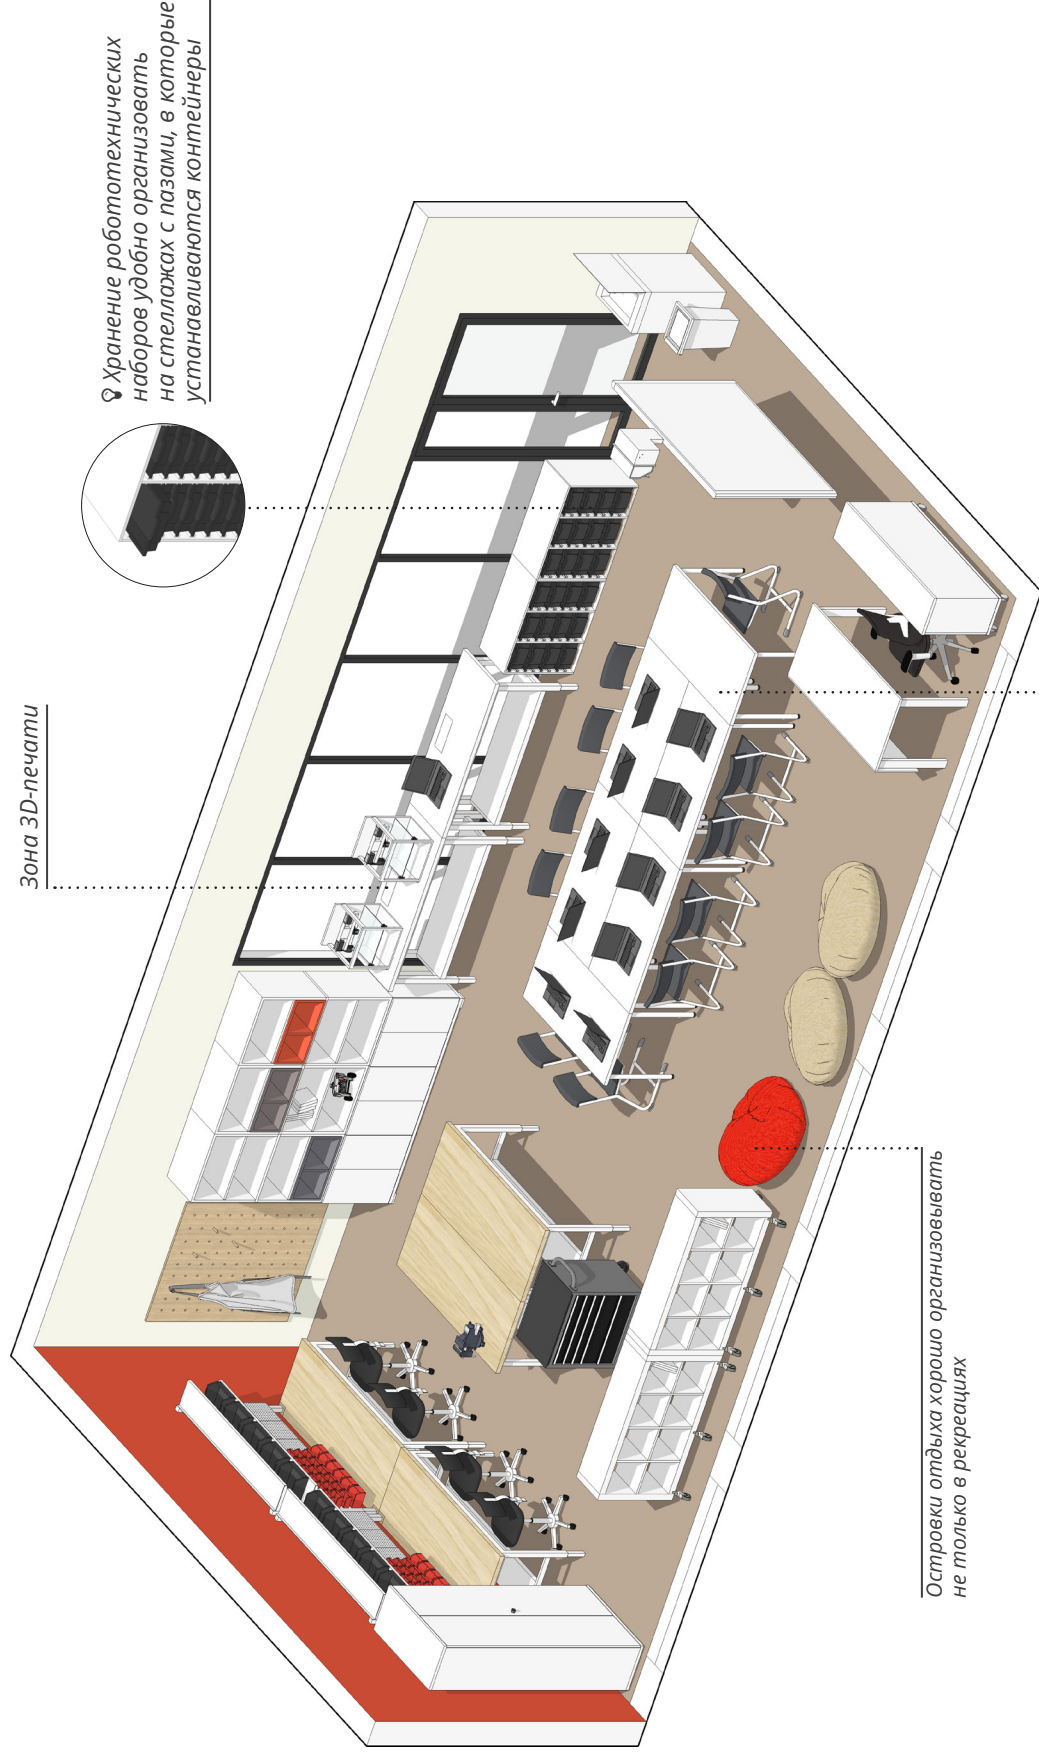 Хранение робототехнических
наборов удобно организовать
на стеллажах с пазами, в которые
устанавливаются контейнеры
Зона 3D-печати
Островки отдыха хорошо организовывать
не только в рекреациях